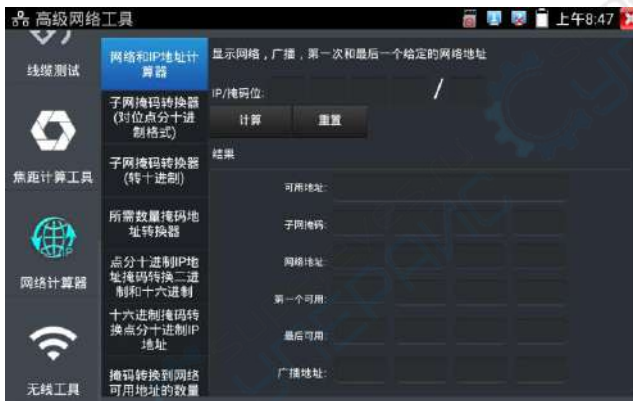 高级网络工具
上午8:47
线缆测试
焦距计算工具
网络计算器
无线工具
网络和IP地址计
算器
子网掩码转换器
(对位点分十进
制格式)
子网掩码转换器
(转十进制)
所需数量掩码地
址转换器
点分十进制IP地
址掩码转换二进
制和十六进制
十六进制掩码转
换点分十进制IP
地址
掩码转换到网络
可用地址的数量
显示网络，广播，第一次和最后一个给定的网络地址
IP/掩码位:
/
计算 重置
结果
可用地址:
子网掩码:
网络地址:
第一个可用:
最后可用:
广播地址: